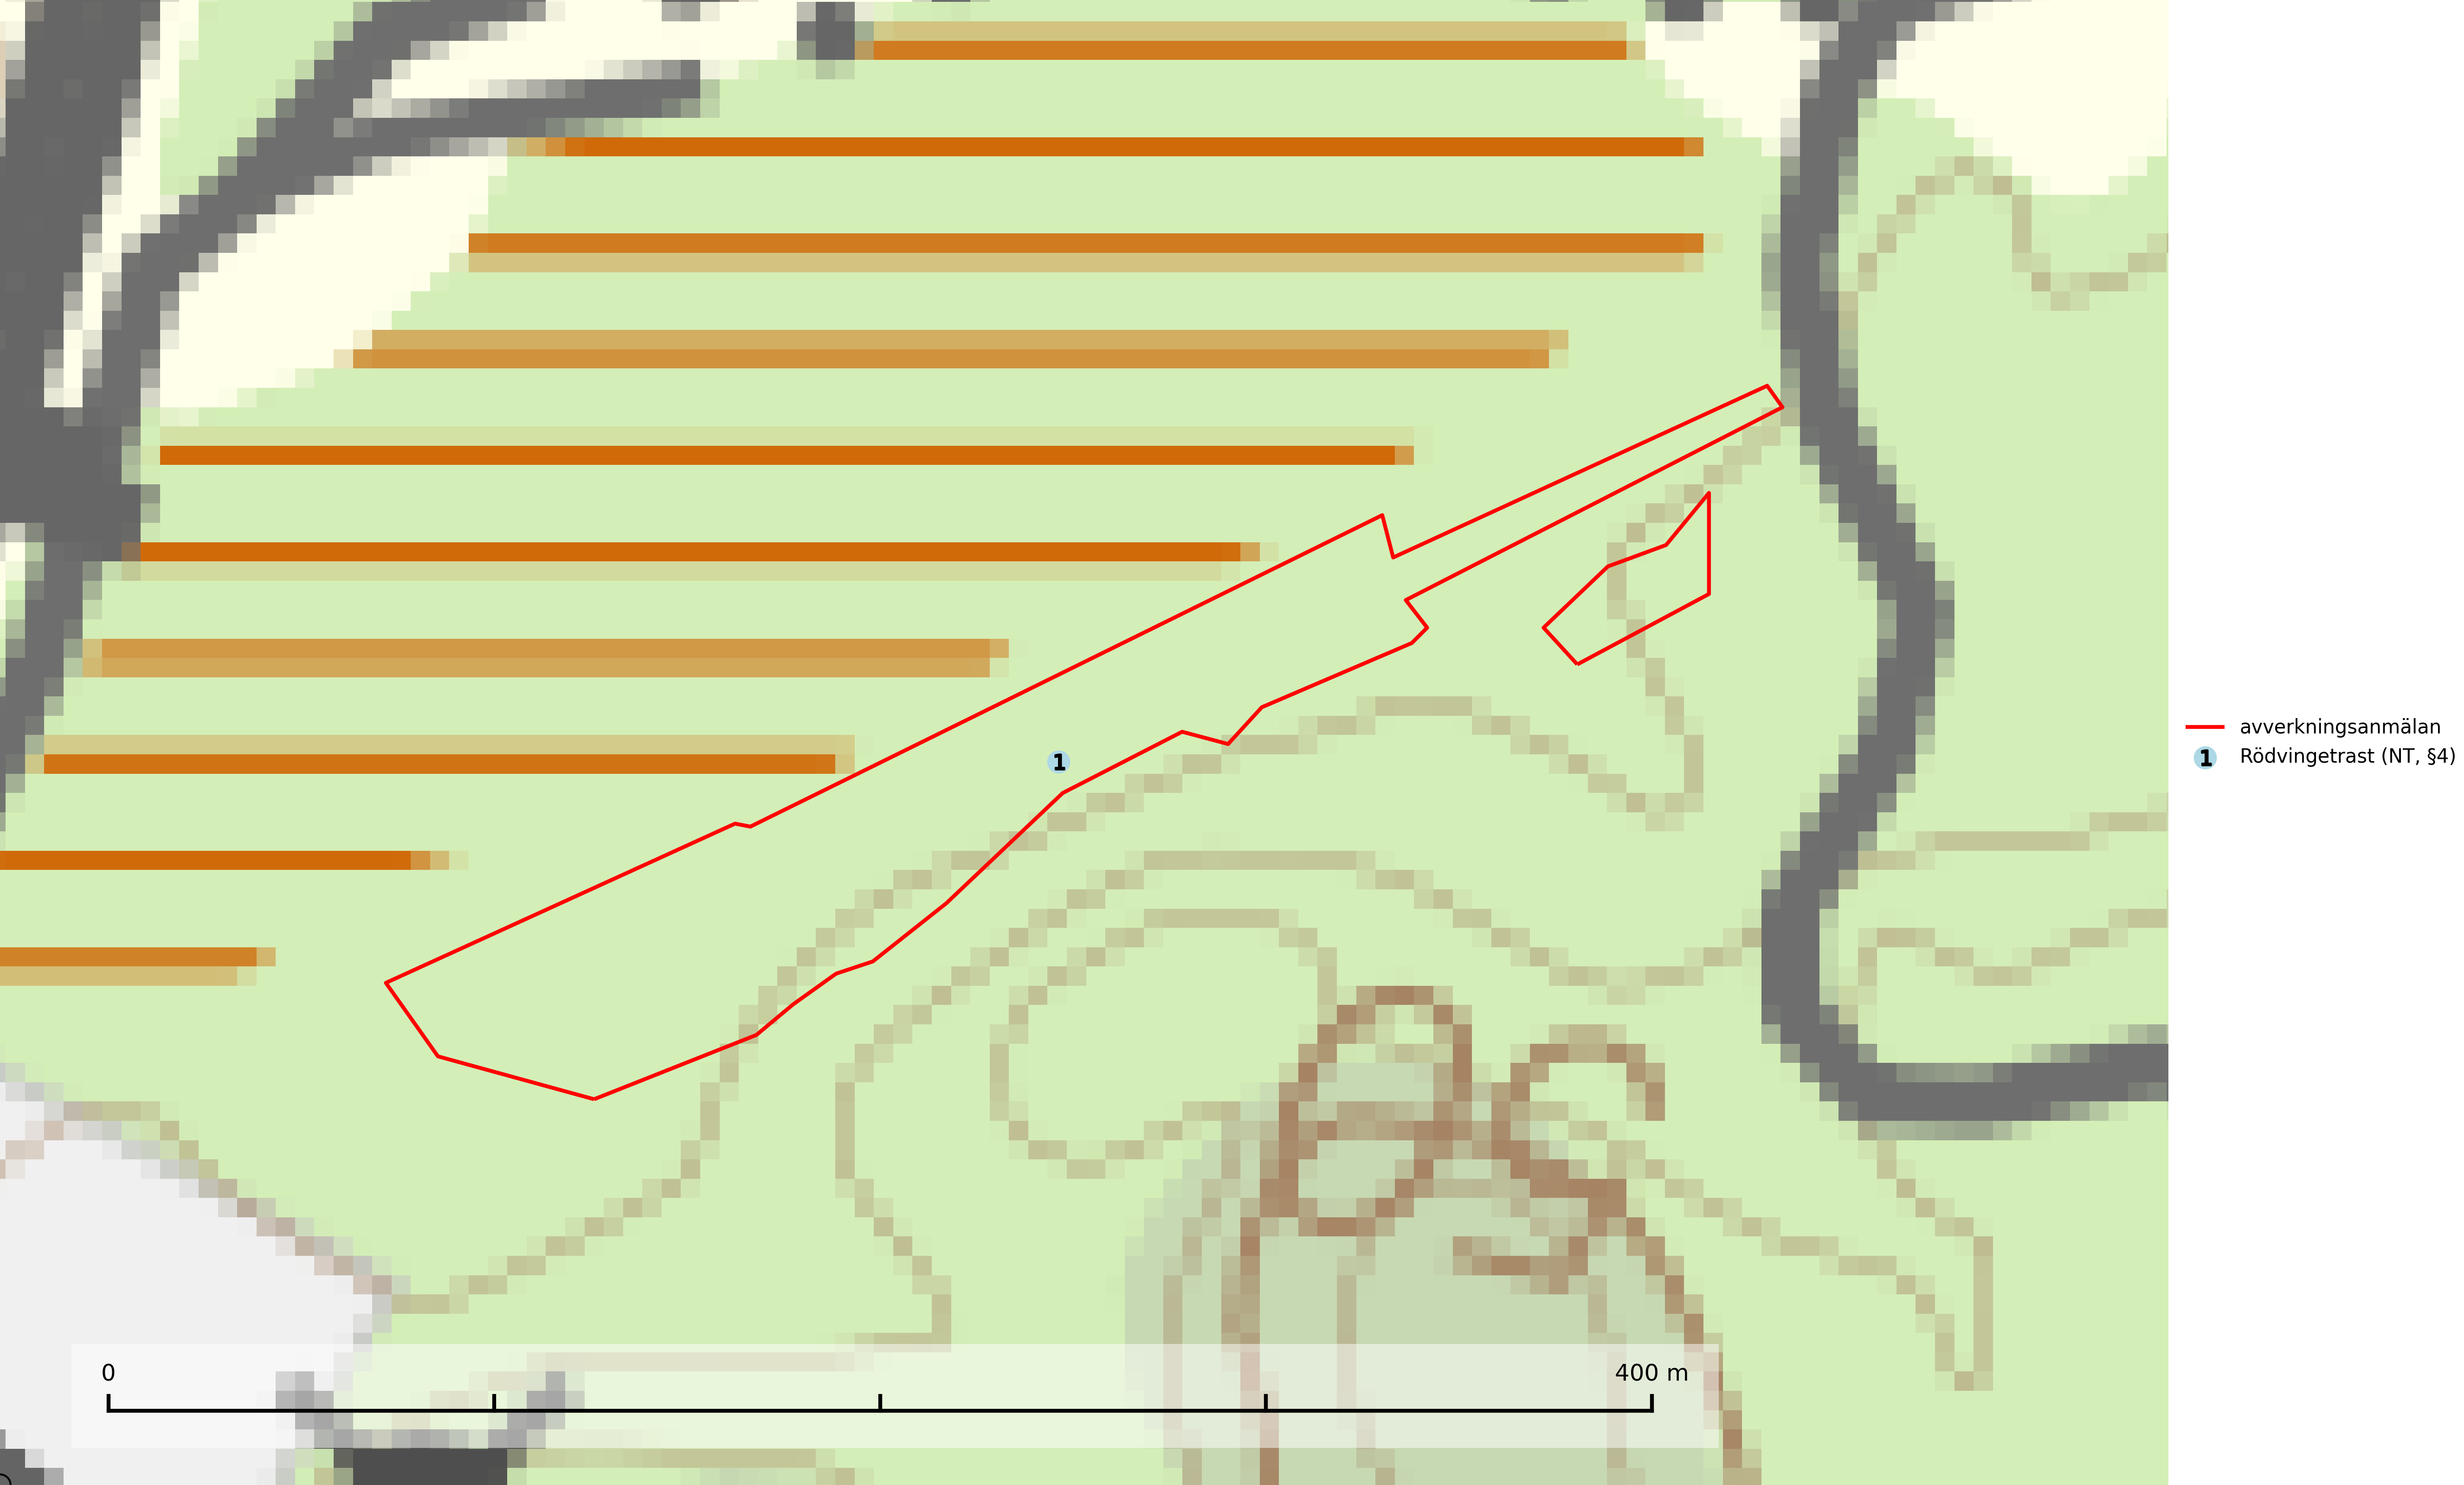 1
avverkningsanmälan
1 Rödvingetrast (NT, §4)
0 400 m